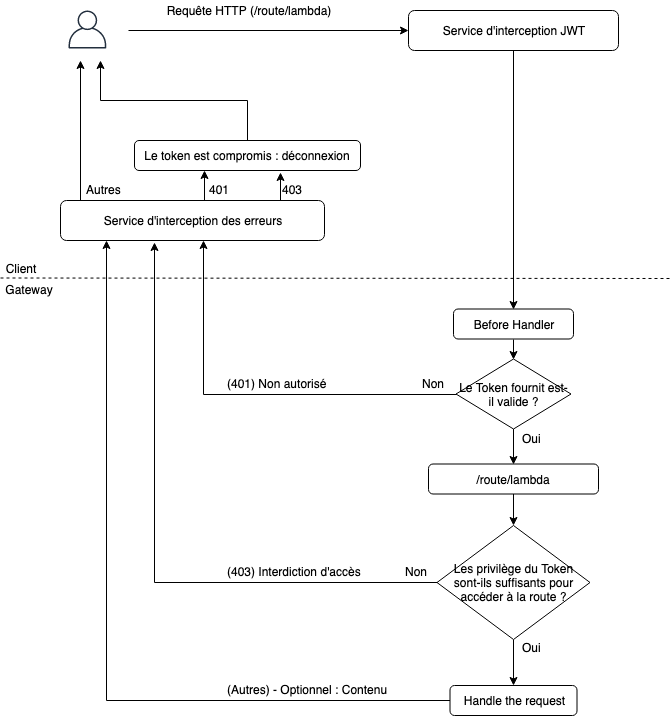 Requête HTTP (/route/lambda)
Service d'interception JWT
Le token est compromis : déconnexion
Autres
401
403
Service d'interception des erreurs
Client
Gateway
Before Handler
(401) Non autorisé
Non
Le Token fournit est-
il valide ?
Oui
/route/lambda
(403) Interdiction d'accès
Non
Les privilège du Token
sont-ils suffisants pour
accéder à la route ?
Oui
(Autres) - Optionnel : Contenu
Handle the request